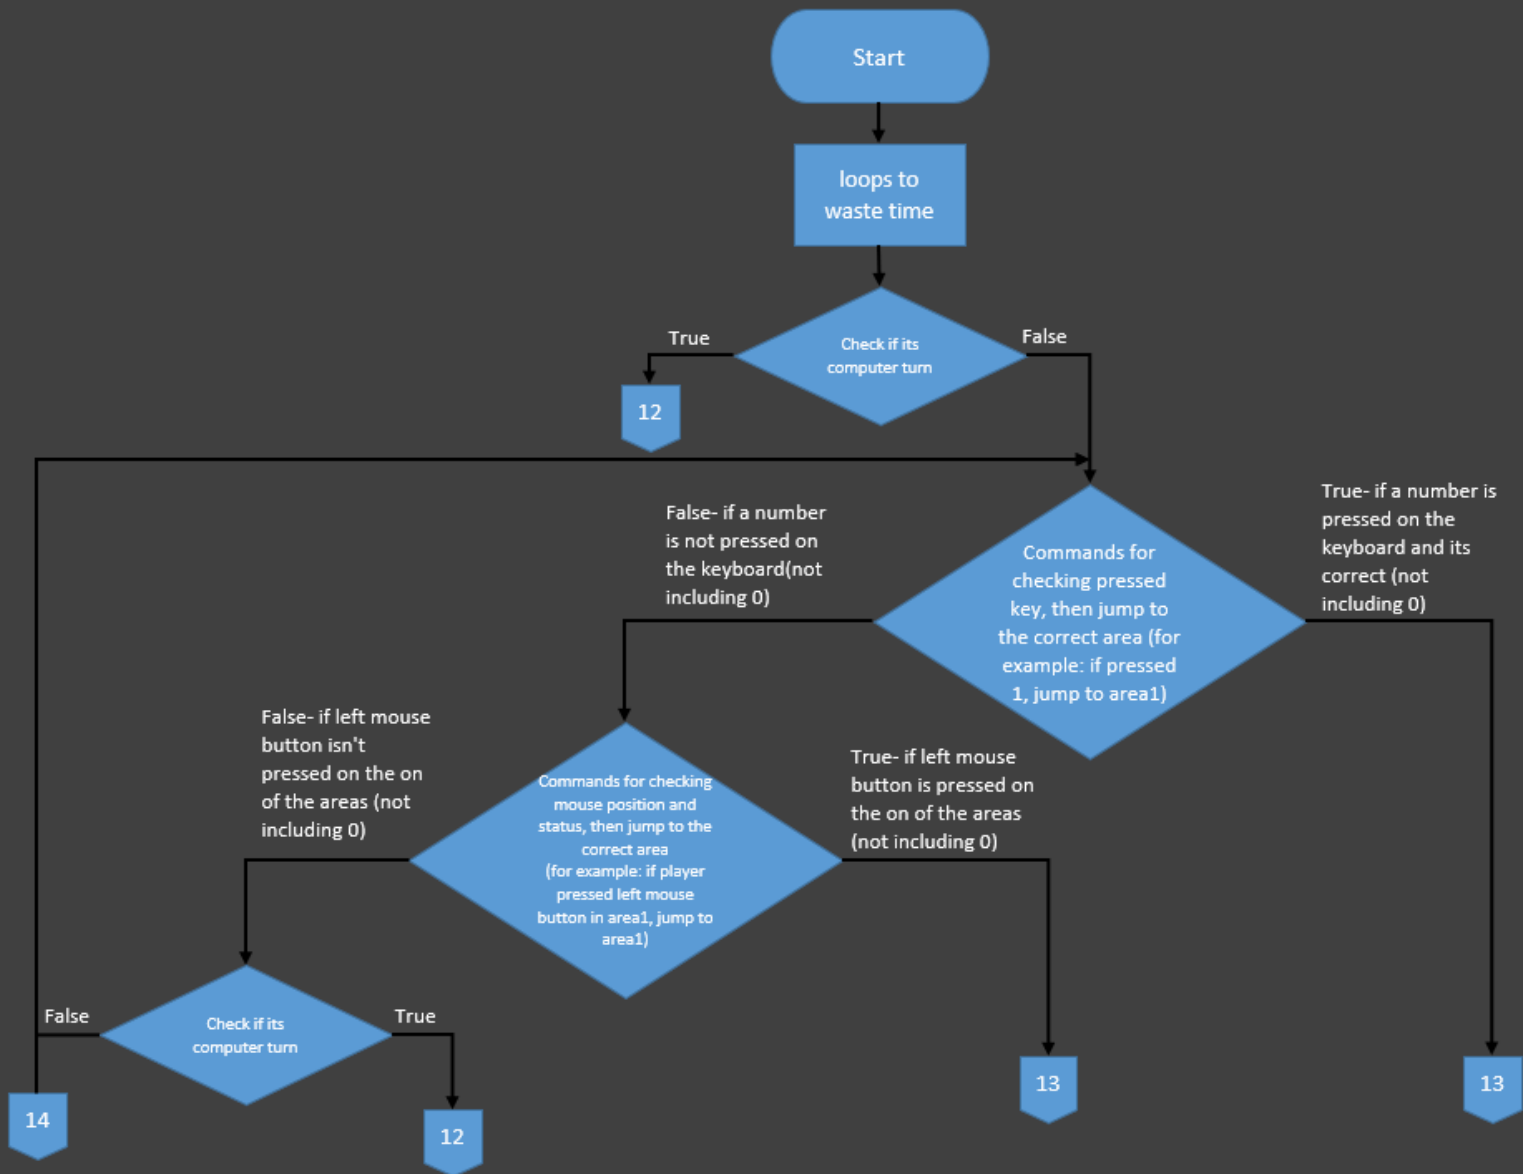 Start
loops to
waste time
Check if its
computer turn
True
False
12
False- if a number
is not pressed on
the keyboard(not
including 0)
Commands for
checking pressed
key, then jump to
the correct area (for
example: if pressed
1, jump to area1)
True- if a number is
pressed on the
keyboard and its
correct (not
including 0)
False- if left mouse
button isn't
pressed on the on
of the areas (not
including 0)
Commands for checking
mouse position and
status, then jump to the
correct area
(for example: if player
pressed left mouse
button in area1, jump to
area1)
True- if left mouse
button is pressed on
the on of the areas
(not including 0)
False
Check if its
computer turn
True
14
12
13
13